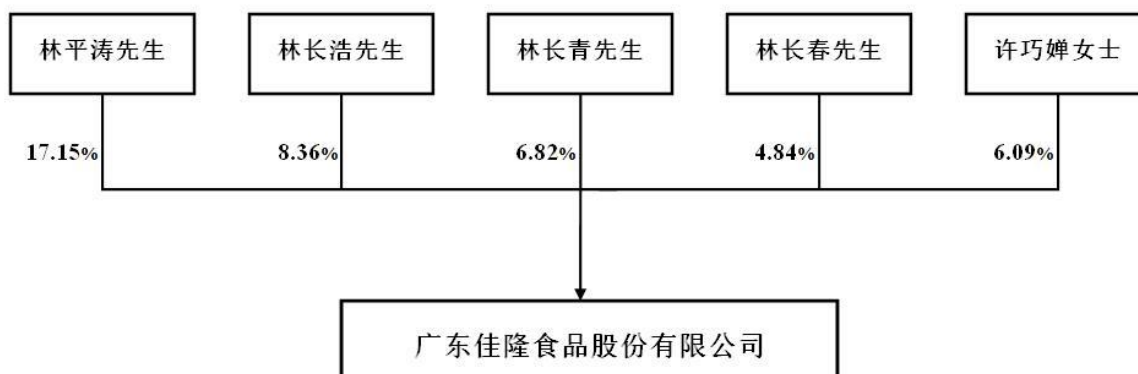 林平涛先生 林长浩先生 林长青先生 林长春先生 许巧婵女士
17.15% 8.36% 6.82% 4.84% 6.09%
广东佳隆食品股份有限公司